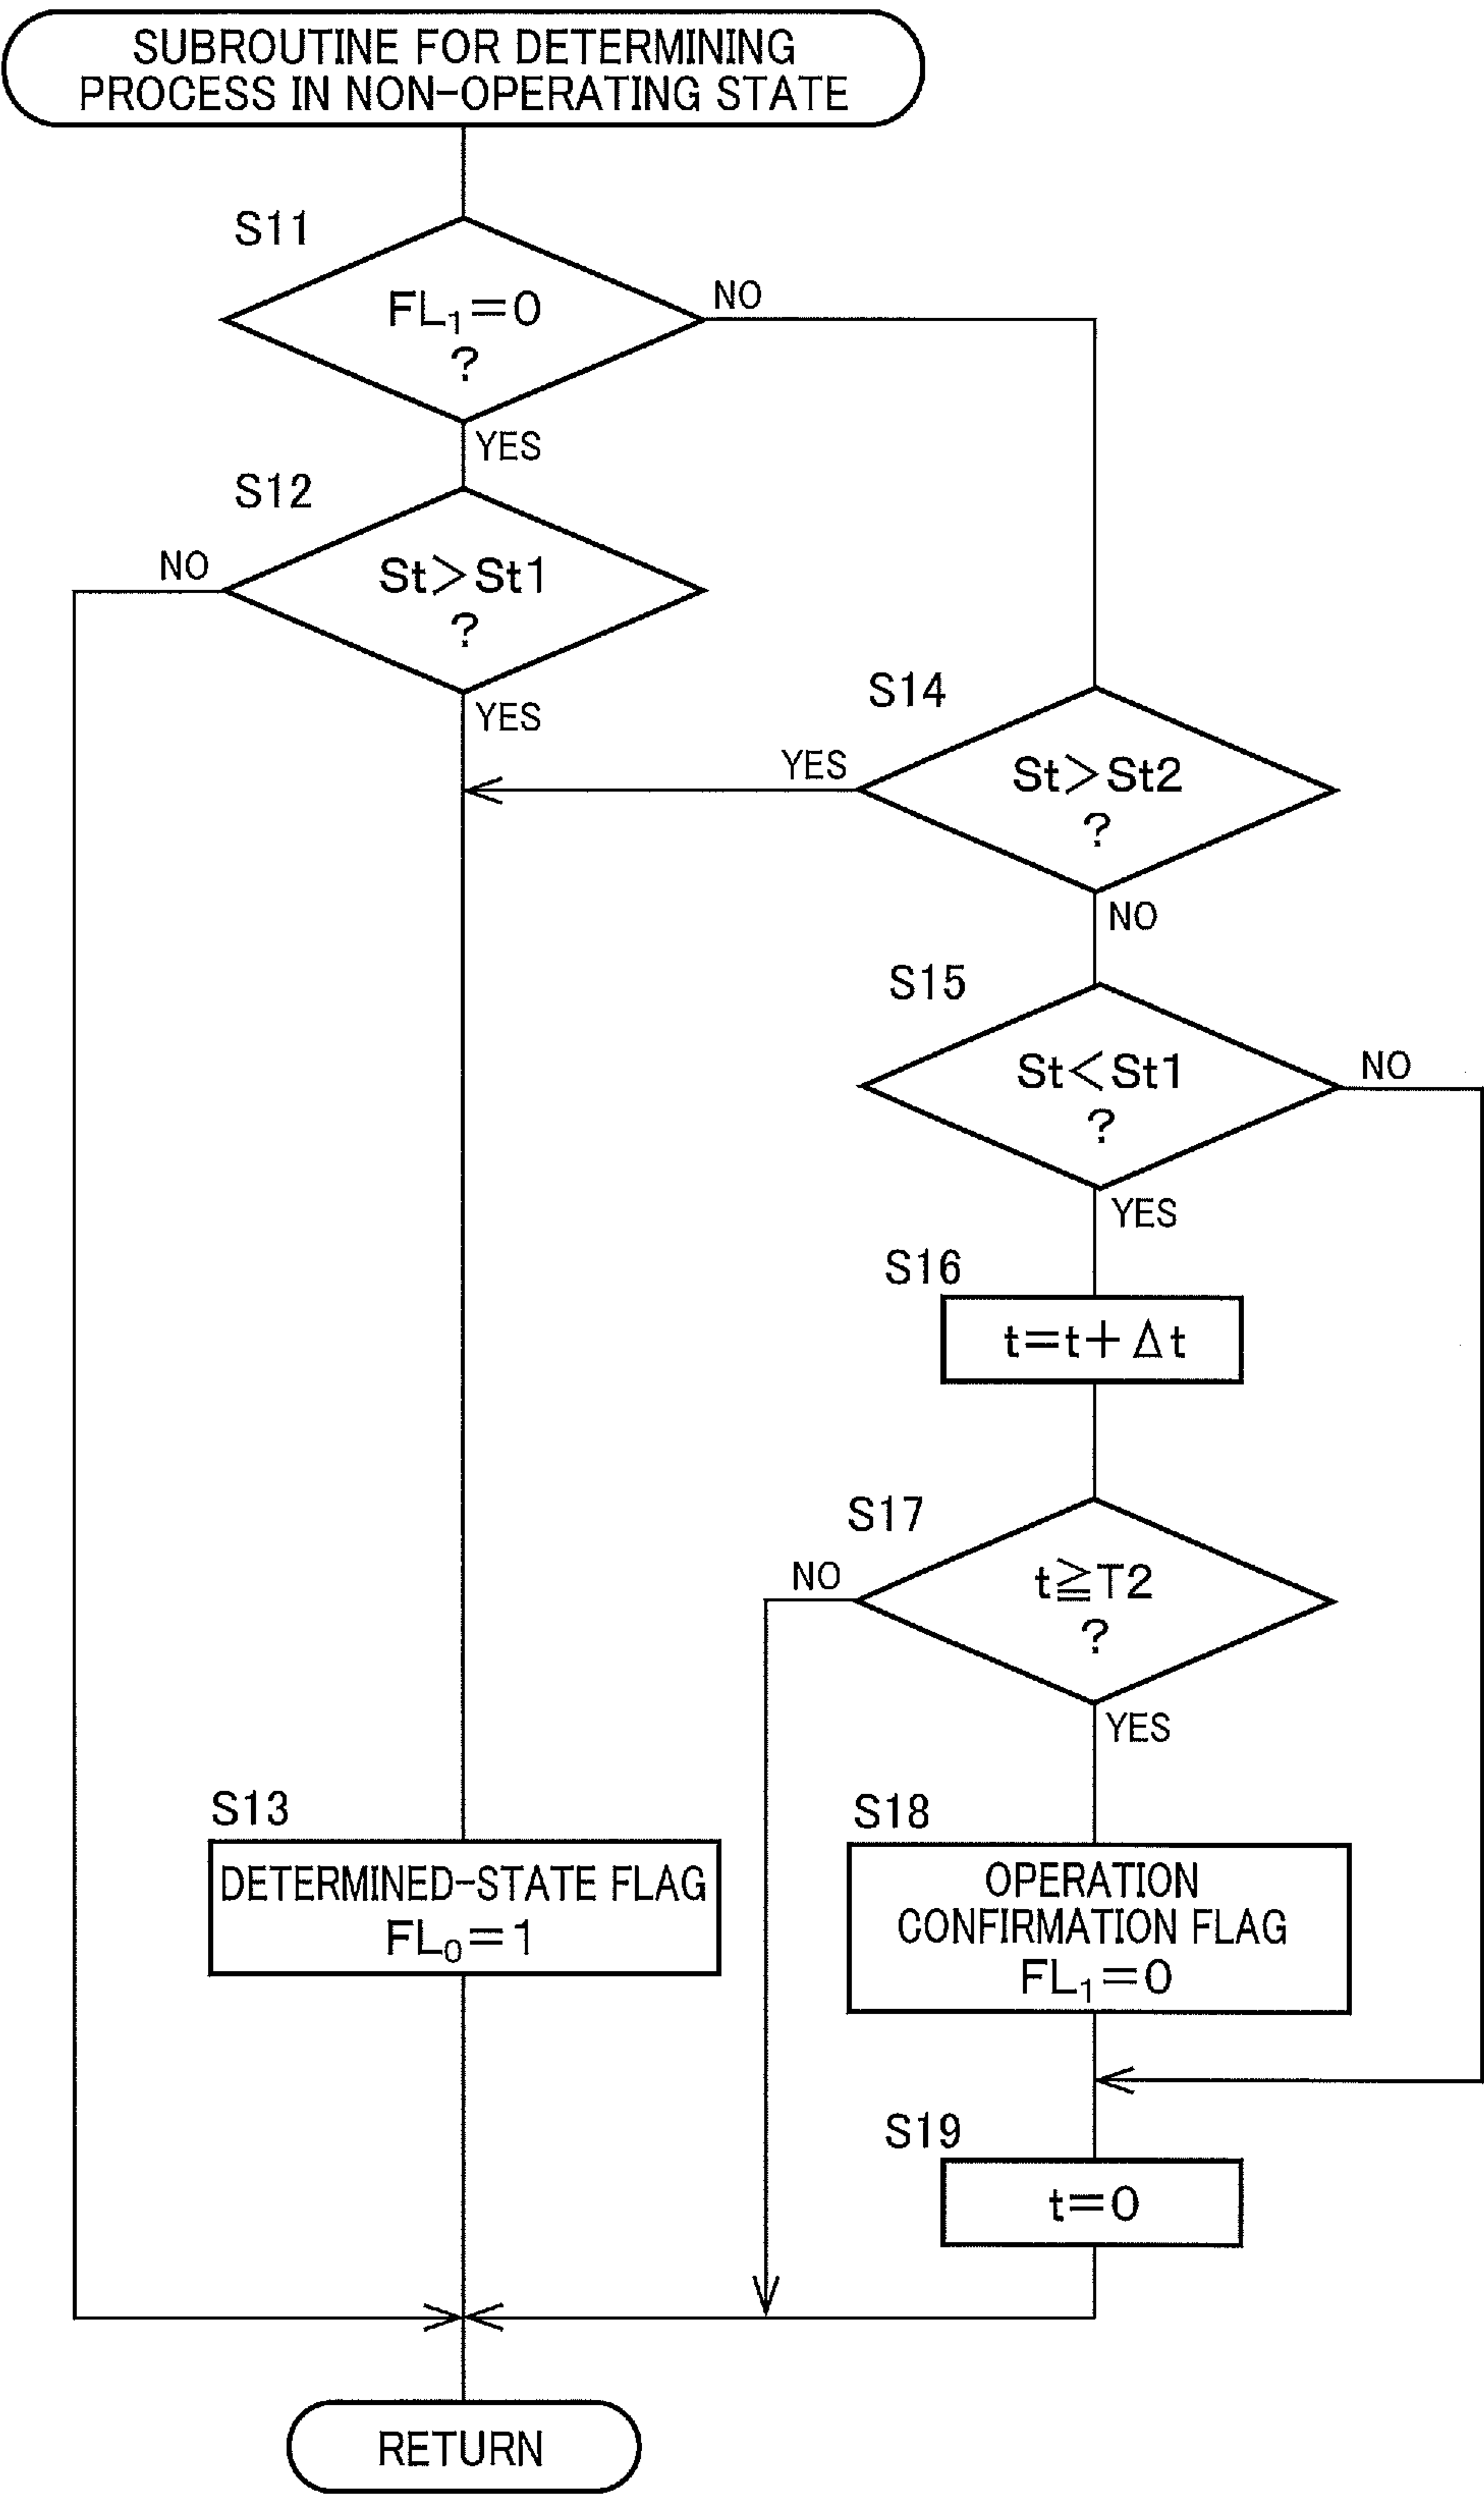 SUBROUTINE FOR DETERMINING
PROCESS IN NON-OPERATING STATE
S11
FL₁=0
?
NO
YES
S12
St>St1
?
NO
YES
S14
St>St2
?
YES
NO
S15
St<St1
?
NO
YES
S16
t=t+Δt
S17
t≧T2
?
NO
YES
S13
DETERMINED-STATE FLAG
FL₀=1
S18
OPERATION
CONFIRMATION FLAG
FL₁=0
S19
t=0
RETURN